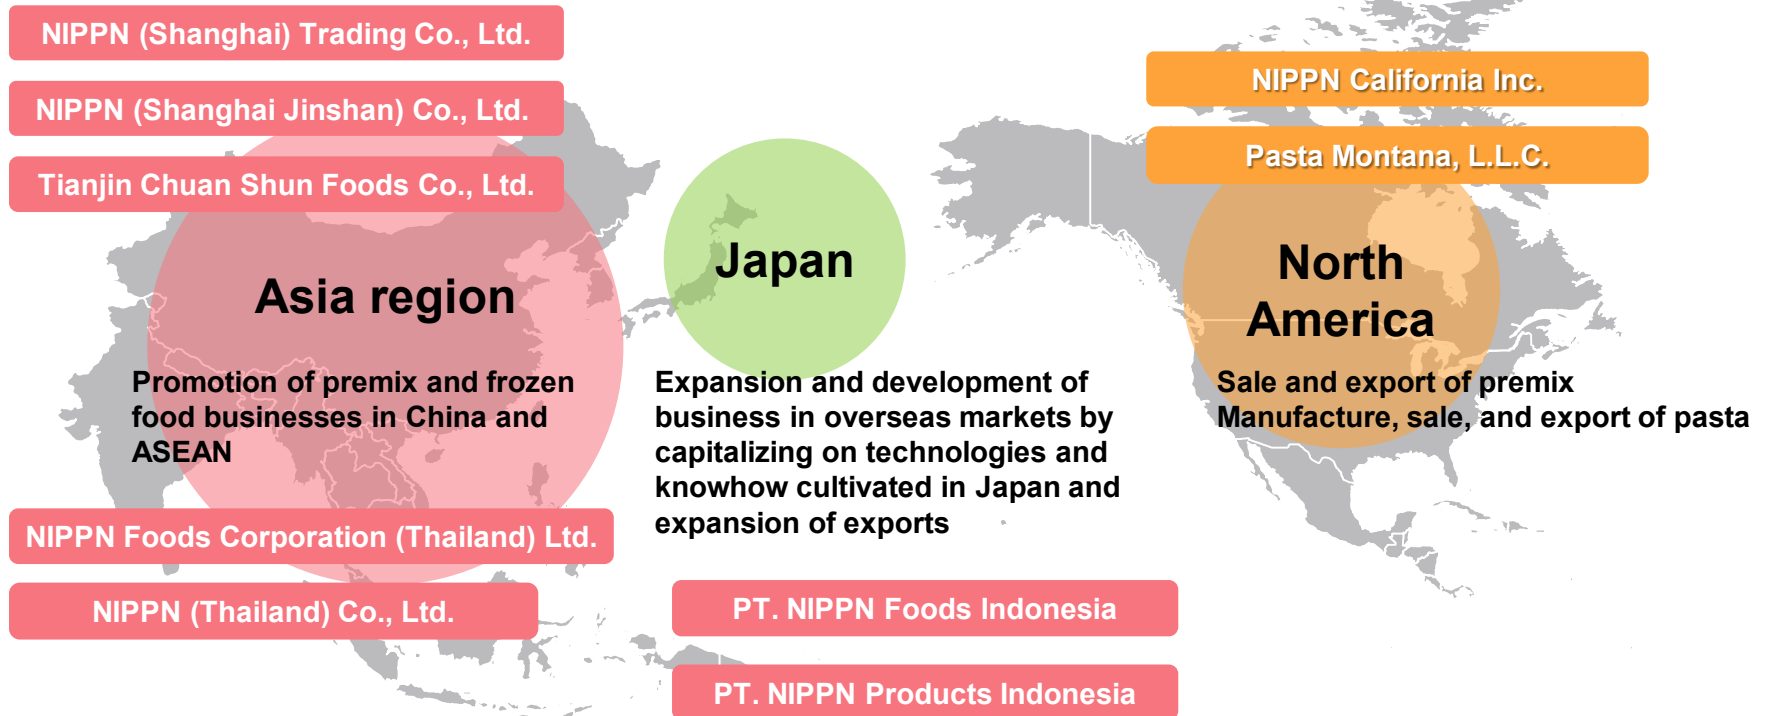 NIPPN (Shanghai) Trading Co., Ltd.
NIPPN (Shanghai Jinshan) Co., Ltd.
Tianjin Chuan Shun Foods Co., Ltd.
Asia region
Promotion of premix and frozen
food businesses in China and
ASEAN
NIPPN Foods Corporation (Thailand) Ltd.
NIPPN (Thailand) Co., Ltd.
Japan
Expansion and development of
business in overseas markets by
capitalizing on technologies and
knowhow cultivated in Japan and
expansion of exports
PT. NIPPN Foods Indonesia
PT. NIPPN Products Indonesia
NIPPN California Inc.
Pasta Montana, L.L.C.
North
America
Sale and export of premix
Manufacture, sale, and export of pasta